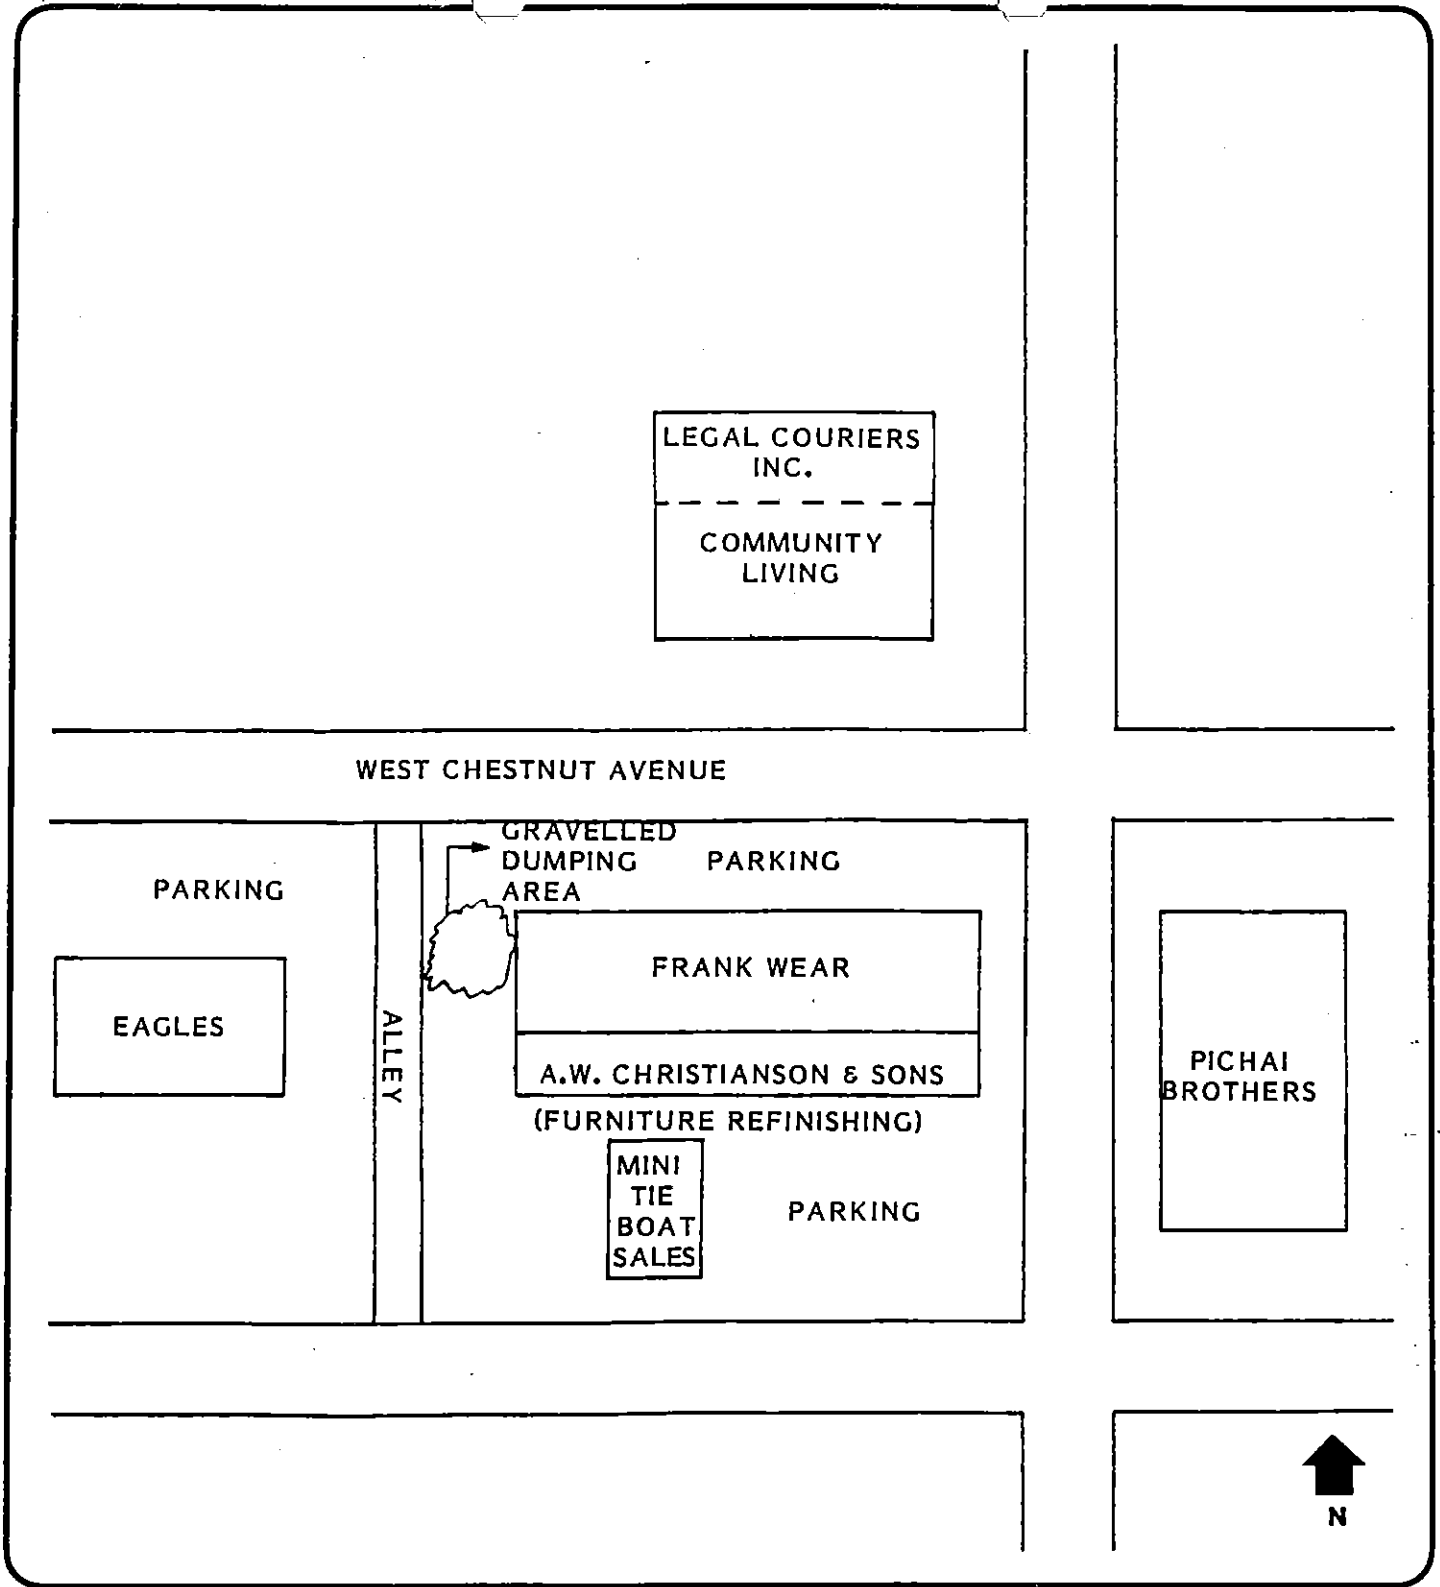 LEGAL COURIERS
INC.
COMMUNITY
LIVING
WEST CHESTNUT AVENUE
GRAVELLED
DUMPING
AREA
PARKING
PARKING
FRANK WEAR
EAGLES
ALLEY
A.W. CHRISTIANSON & SONS
(FURNITURE REFINISHING)
PICHAI
BROTHERS
MINI
TIE
BOAT
SALES
PARKING
N